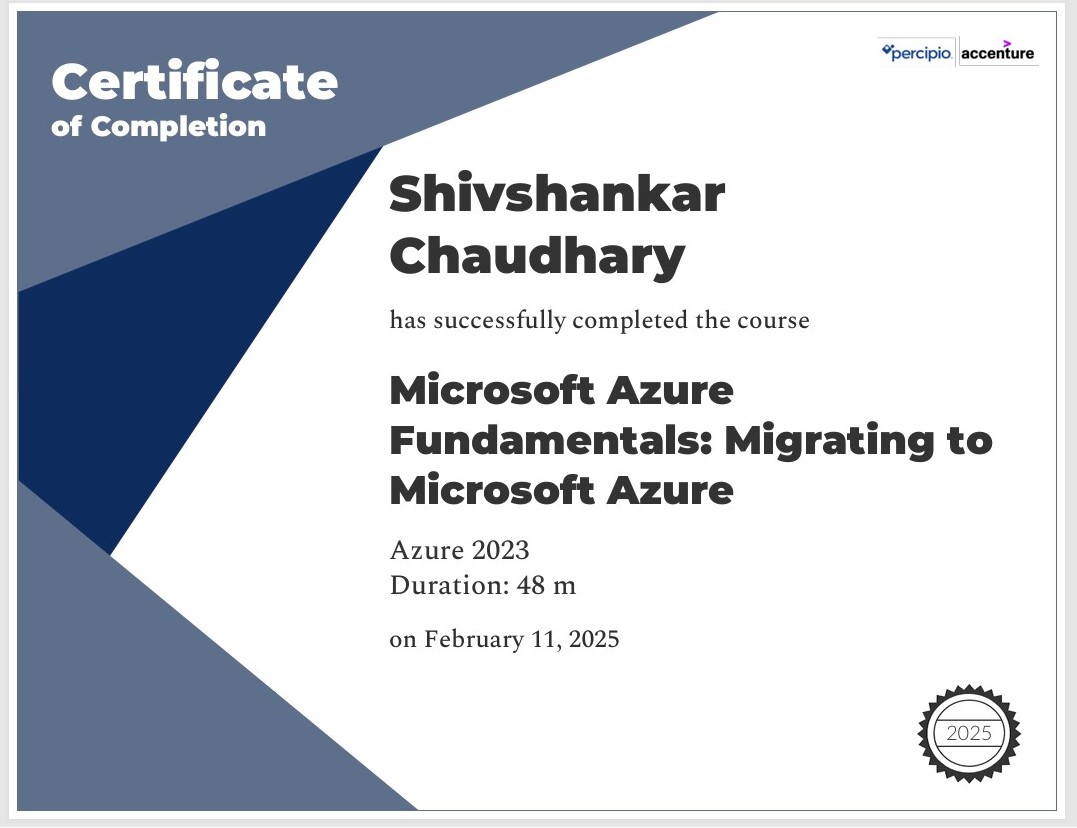 Certificate
of Completion
percipio. accenture
Shivshankar
Chaudhary
has successfully completed the course
Microsoft Azure
Fundamentals: Migrating to
Microsoft Azure
Azure 2023
Duration: 48 m
on February 11, 2025
2025